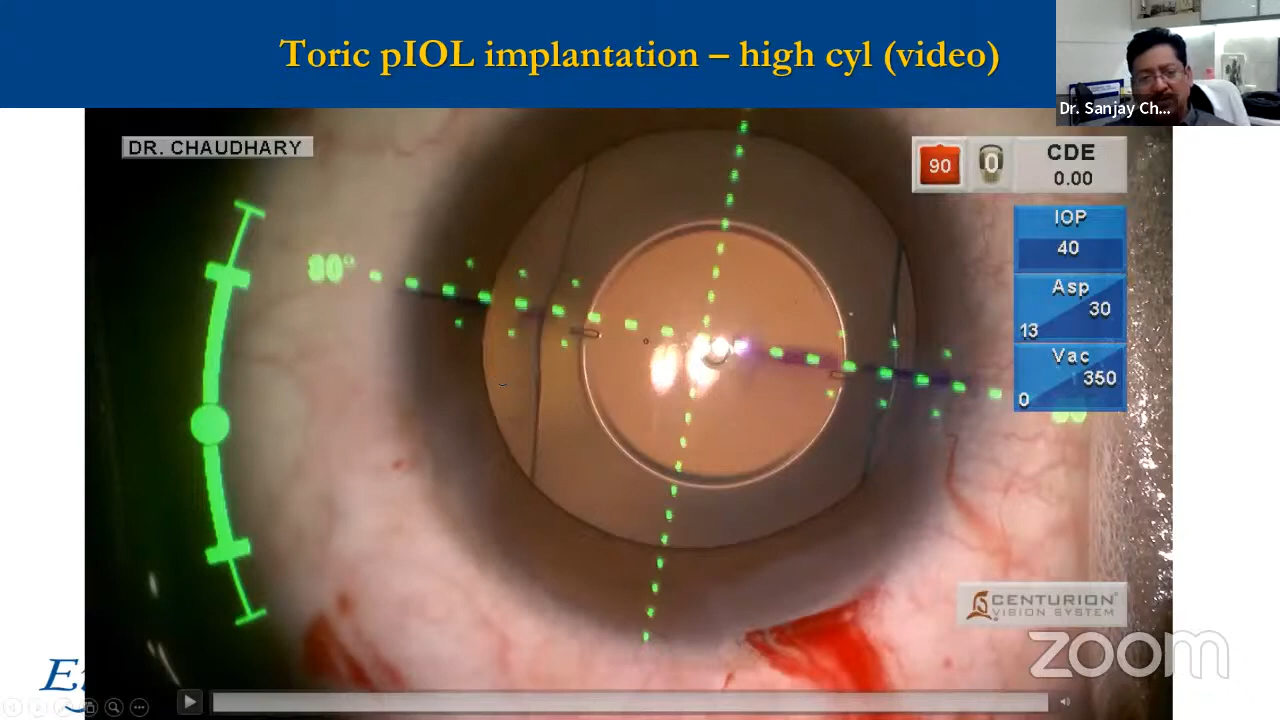 Toric pIOL implantation – high cyl (video)
Dr. Sanjay Ch...
DR. CHAUDHARY
90
0
CDE
0.00
IOP
40
Asp
30
13
Vac
350
0
CENTURION®
VISION SYSTEM
zoom